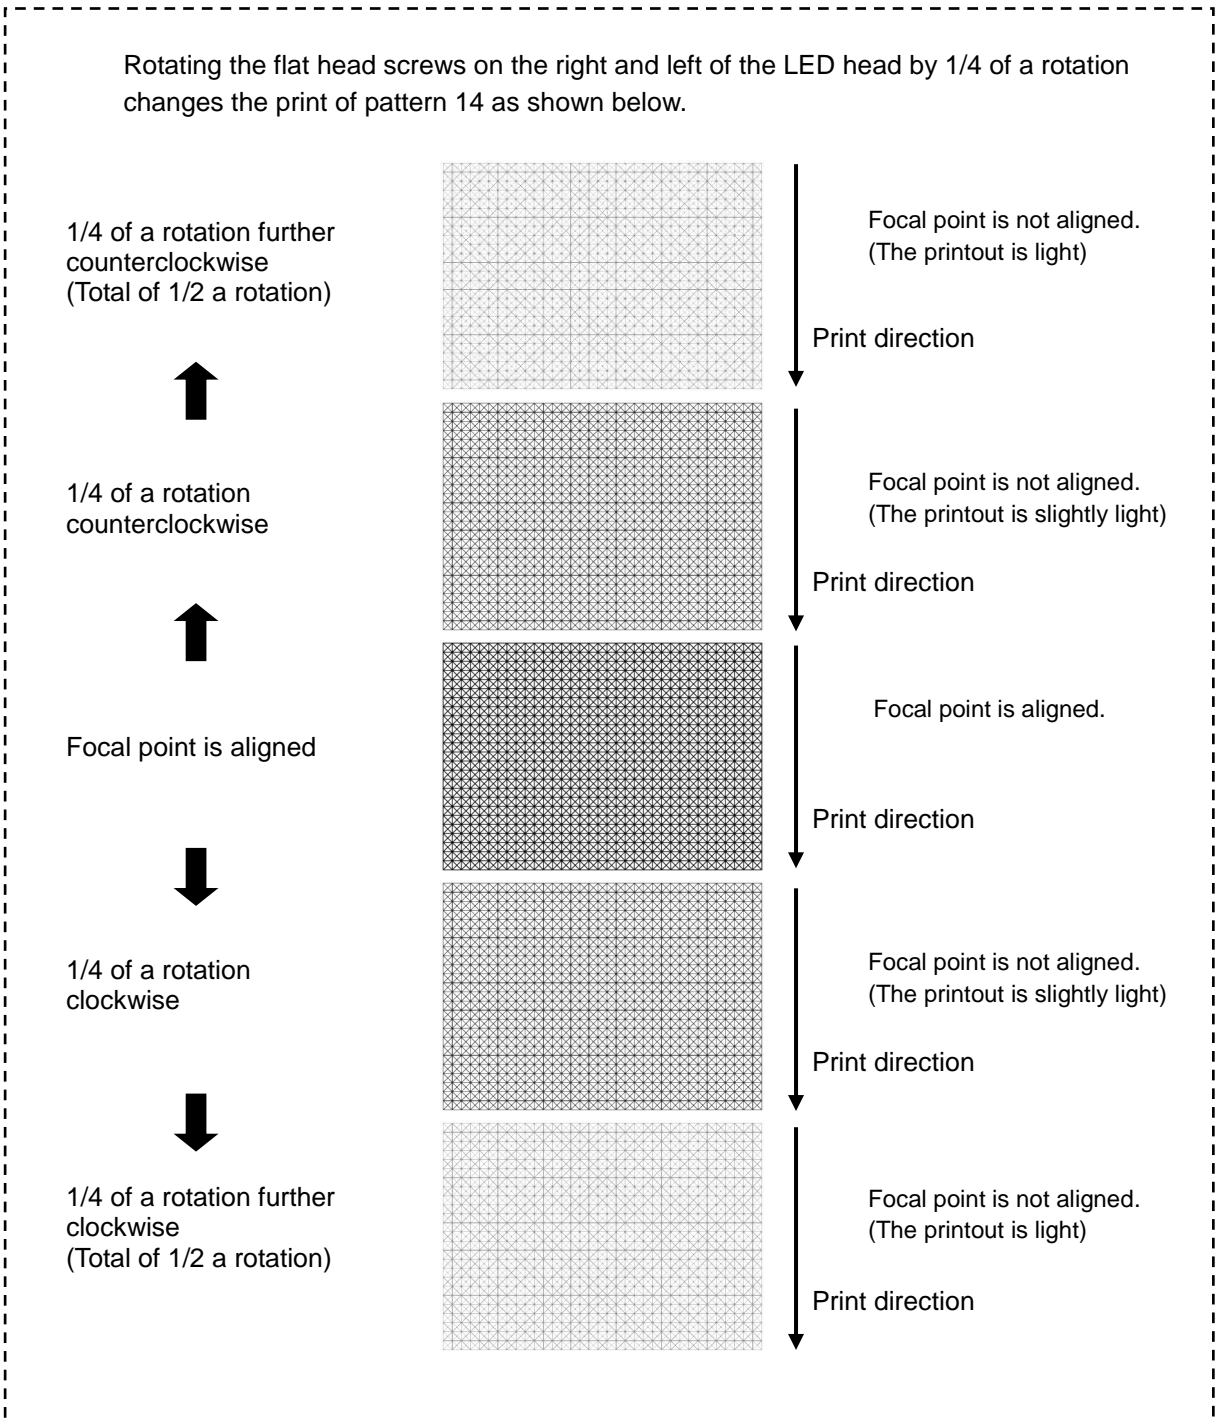 Rotating the flat head screws on the right and left of the LED head by 1/4 of a rotation
changes the print of pattern 14 as shown below.
1/4 of a rotation further
counterclockwise
(Total of 1/2 a rotation)
Focal point is not aligned.
(The printout is light)
Print direction
1/4 of a rotation
counterclockwise
Focal point is not aligned.
(The printout is slightly light)
Print direction
Focal point is aligned
Focal point is aligned.
Print direction
1/4 of a rotation
clockwise
Focal point is not aligned.
(The printout is slightly light)
Print direction
1/4 of a rotation further
clockwise
(Total of 1/2 a rotation)
Focal point is not aligned.
(The printout is light)
Print direction